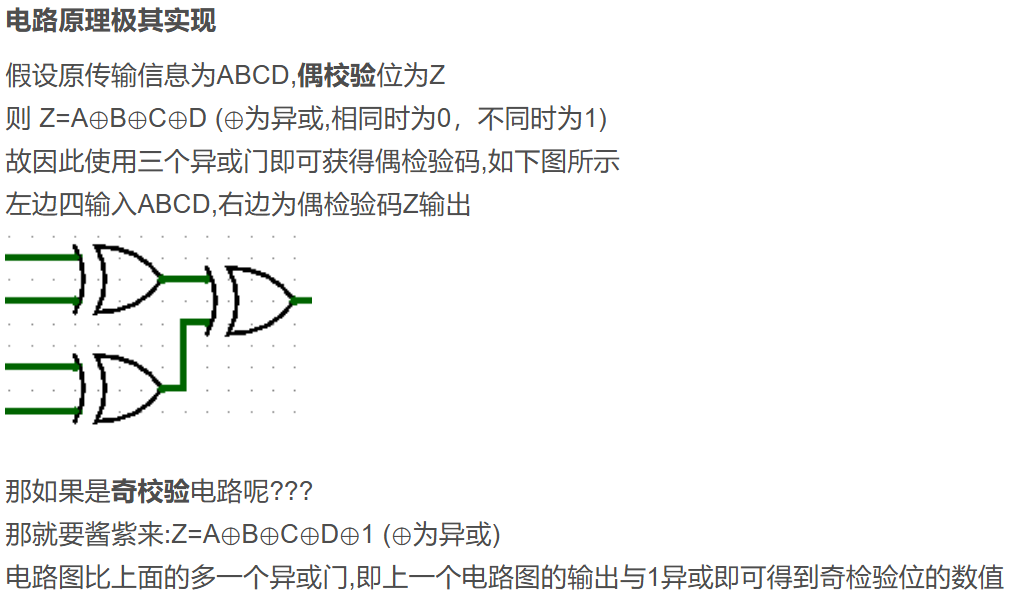 电路原理极其实现
假设原传输信息为ABCD,偶校验位为Z
则 Z=A⊕B⊕C⊕D (⊕为异或,相同时为0，不同时为1)
故因此使用三个异或门即可获得偶检验码,如下图所示
左边四输入ABCD,右边为偶检验码Z输出
那如果是奇校验电路呢???
那就要酱紫来:Z=A⊕B⊕C⊕D⊕1 (⊕为异或)
电路图比上面的多一个异或门,即上一个电路图的输出与1异或即可得到奇检验位的数值